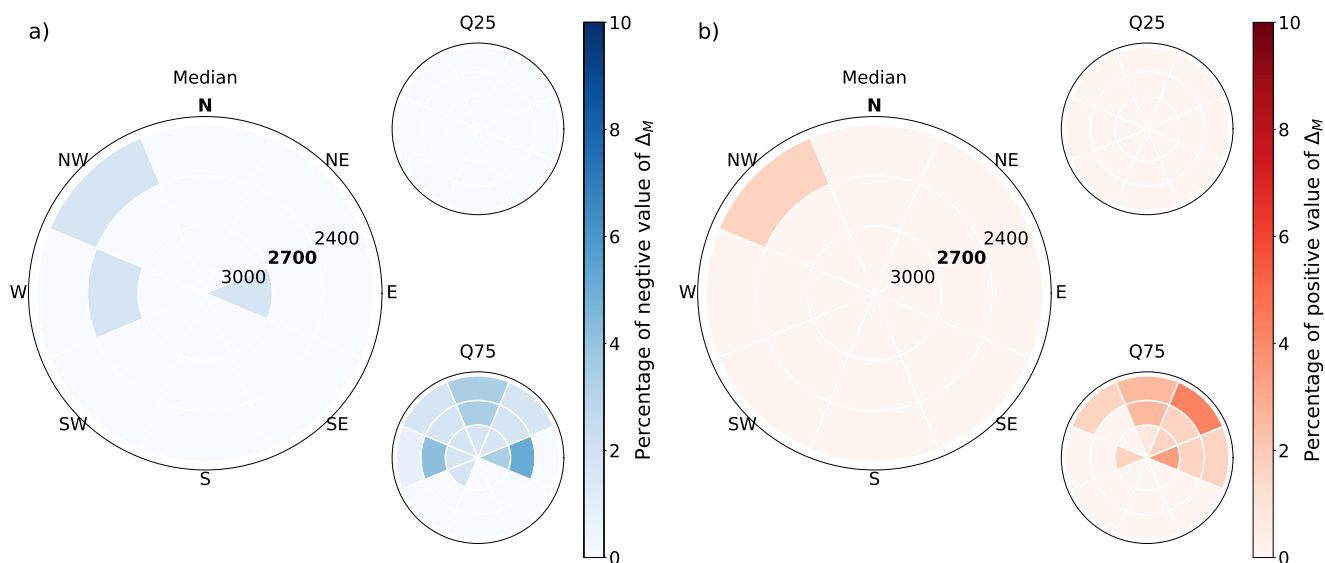 a)
Median
N
NW
NE
2400
2700
3000
W
E
SW
SE
S
Q25
Q75
10
8
6
4
2
0
Percentage of negtive value of Δ_M
b)
Median
N
NW
NE
2400
2700
3000
W
E
SW
SE
S
Q25
Q75
10
8
6
4
2
0
Percentage of positive value of Δ_M